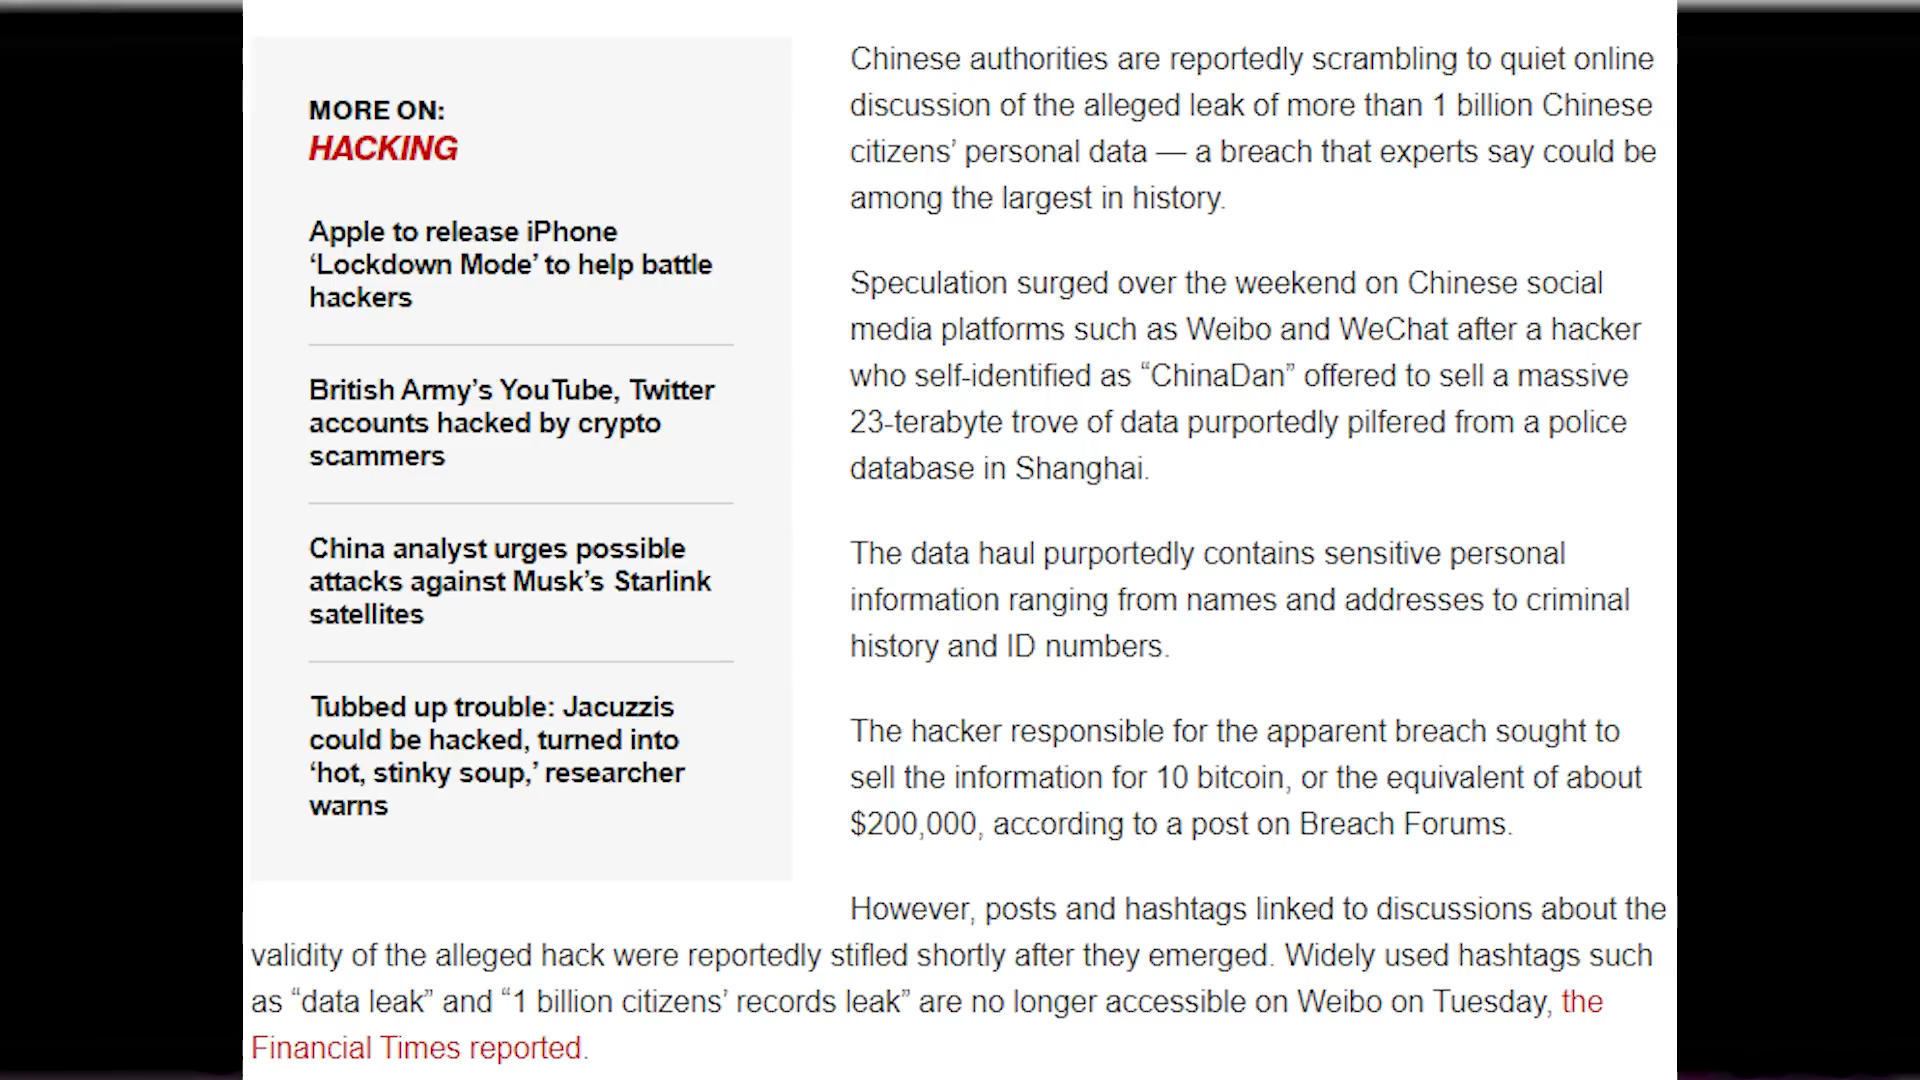 MORE ON:
HACKING
Apple to release iPhone
‘Lockdown Mode’ to help battle
hackers
British Army’s YouTube, Twitter
accounts hacked by crypto
scammers
China analyst urges possible
attacks against Musk’s Starlink
satellites
Tubbed up trouble: Jacuzzis
could be hacked, turned into
‘hot, stinky soup,’ researcher
warns
Chinese authorities are reportedly scrambling to quiet online
discussion of the alleged leak of more than 1 billion Chinese
citizens’ personal data — a breach that experts say could be
among the largest in history.
Speculation surged over the weekend on Chinese social
media platforms such as Weibo and WeChat after a hacker
who self-identified as “ChinaDan” offered to sell a massive
23-terabyte trove of data purportedly pilfered from a police
database in Shanghai.
The data haul purportedly contains sensitive personal
information ranging from names and addresses to criminal
history and ID numbers.
The hacker responsible for the apparent breach sought to
sell the information for 10 bitcoin, or the equivalent of about
$200,000, according to a post on Breach Forums.
However, posts and hashtags linked to discussions about the
validity of the alleged hack were reportedly stifled shortly after they emerged. Widely used hashtags such
as “data leak” and “1 billion citizens’ records leak” are no longer accessible on Weibo on Tuesday, the
Financial Times reported.